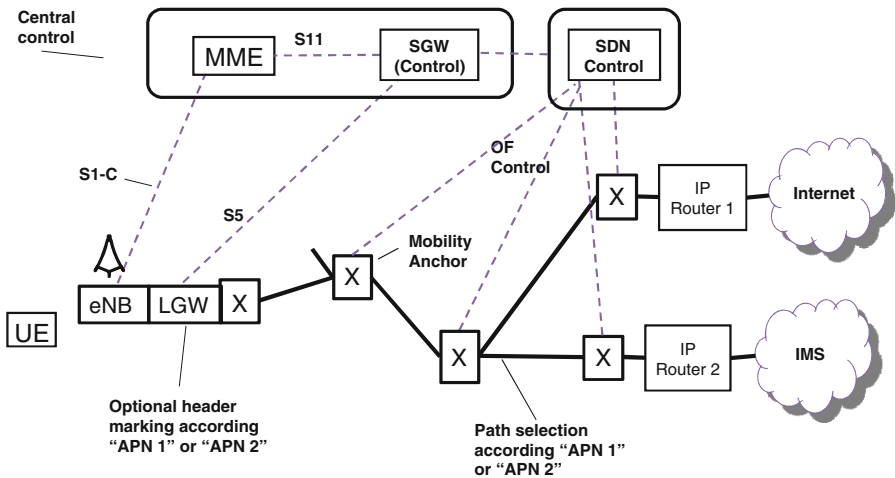 Central
control
MME
S11
SGW
(Control)
SDN
Control
OF
Control
S1-C
S5
X
IP
Router 1
Internet
Mobility
Anchor
X
eNB
LGW
X
UE
X
X
IP
Router 2
IMS
Optional header
marking according
“APN 1” or “APN 2”
Path selection
according “APN 1”
or “APN 2”